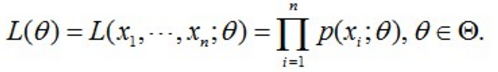 L(θ) = L(x₁,⋯,xₙ;θ) = ∏ᵢ₌₁ⁿ p(xᵢ;θ), θ ∈ Θ.